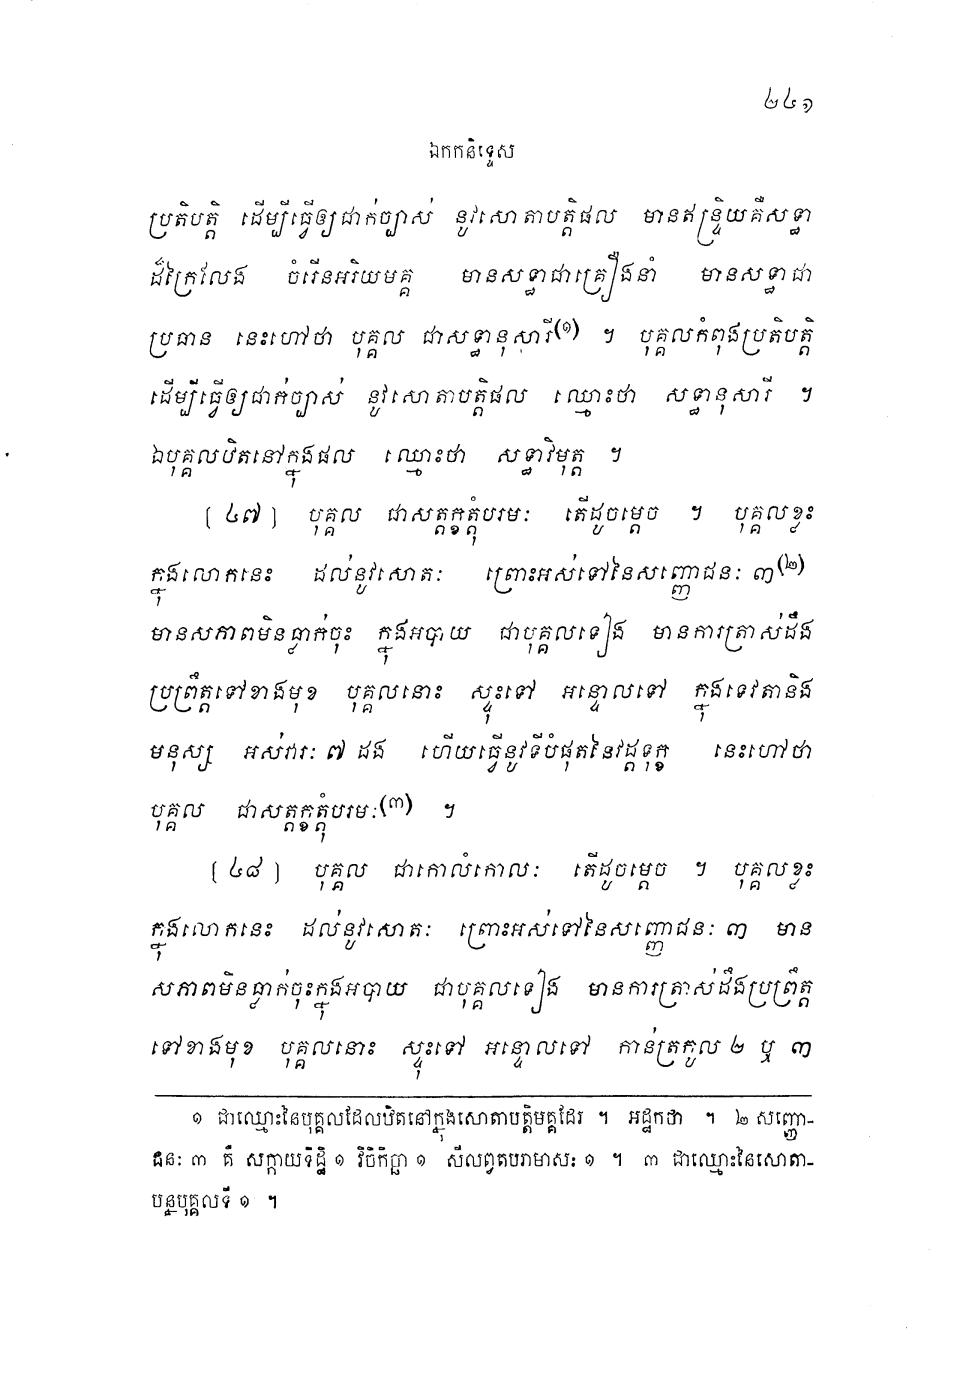 ២៤១
ឯកកនិទ្ទេស
ប្រតិបត្តិ ដើម្បីធ្វើឲ្យជាក់ច្បាស់ នូវសោតាបត្តិផល មានឥន្ទ្រិយគឺសទ្ធា
ដ៏ក្រៃលែង ចំរើនអរិយមគ្គ មានសទ្ធាជាគ្រឿងនាំ មានសទ្ធាជា
ប្រធាន នេះហៅថា បុគ្គល ជាសទ្ធានុសារី(១) ។ បុគ្គលកំពុងប្រតិបត្តិ
ដើម្បីធ្វើឲ្យជាក់ច្បាស់ នូវសោតាបត្តិផល ឈ្មោះថា សទ្ធានុសារី ។
ឯបុគ្គលឋិតនៅក្នុងផល ឈ្មោះថា សទ្ធាវិមុត្ត ។
[៤៧] បុគ្គល ជាសត្តក្ខត្តុំបរមៈ តើដូចម្តេច ។ បុគ្គលខ្លះ
ក្នុងលោកនេះ ដល់នូវសោតៈ ព្រោះអស់ទៅនៃសញ្ញោជនៈ ៣(២)
មានសភាពមិនធ្លាក់ចុះ ក្នុងអបាយ ជាបុគ្គលទៀង មានការត្រាស់ដឹង
ប្រព្រឹត្តទៅខាងមុខ បុគ្គលនោះ ស្ទុះទៅ អន្ទោលទៅ ក្នុងទេវតានិង
មនុស្ស អស់វារៈ ៧ ដង ហើយធ្វើនូវទីបំផុតនៃវដ្តទុក្ខ នេះហៅថា
បុគ្គល ជាសត្តក្ខត្តុំបរមៈ(៣) ។
[៤៨] បុគ្គល ជាកោលំកោលៈ តើដូចម្តេច ។ បុគ្គលខ្លះ
ក្នុងលោកនេះ ដល់នូវសោតៈ ព្រោះអស់ទៅនៃសញ្ញោជនៈ ៣ មាន
សភាពមិនធ្លាក់ចុះក្នុងអបាយ ជាបុគ្គលទៀង មានការត្រាស់ដឹងប្រព្រឹត្ត
ទៅខាងមុខ បុគ្គលនោះ ស្ទុះទៅ អន្ទោលទៅ កាន់ត្រកូល ២ ឬ ៣
១ ជាឈ្មោះនៃបុគ្គលដែលឋិតនៅក្នុងសោតាបត្តិមគ្គដែរ ។ អដ្ឋកថា ។ ២ សញ្ញោ-
ជនៈ ៣ គឺ សក្កាយទិដ្ឋិ ១ វិចិកិច្ឆា ១ សីលព្វតបរាមាសៈ ១ ។ ៣ ជាឈ្មោះនៃសោតា-
បន្នបុគ្គលទី ១ ។